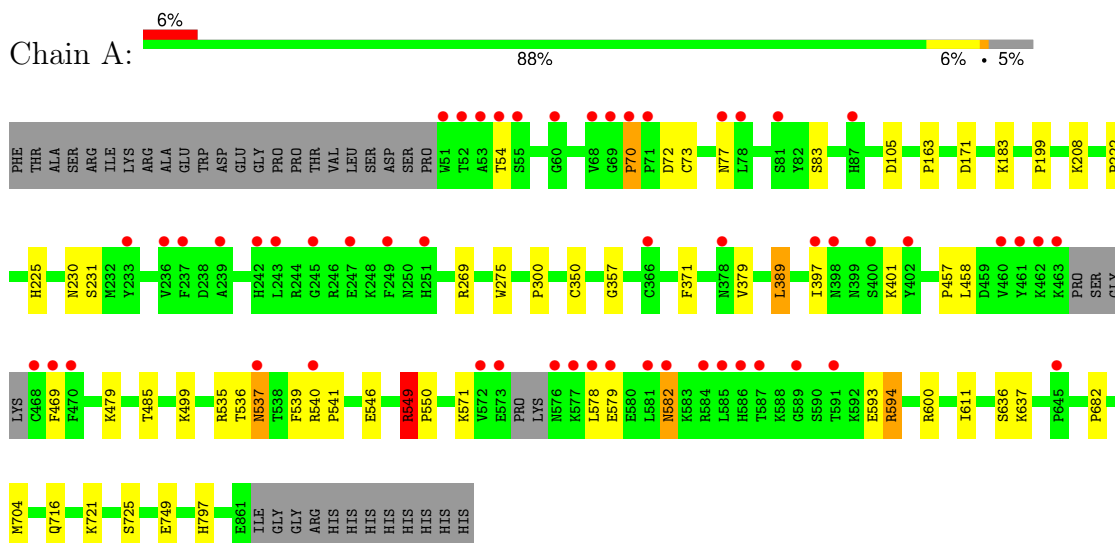 6%
Chain A:
88% 6% • 5%
PHE THR ALA SER ARG ILE LYS ARG ALA GLU TRP ASP GLU GLY PRO PRO THR VAL LEU SER ASP SER PRO W51 T52 A53 T54 S55 G60 V68 G69 P70 P71 D72 C73 N77 L78 S81 Y82 S83 H87 D105 P163 D171 K183 P199 K208
H225 N230 S231 M232 Y233 V236 F237 D238 A239 H242 L243 R244 G245 R246 E247 K248 F249 N250 H251 R269 W275 P300 C350 G357 C366 F371 N378 V379 L389 I397 N398 N399 S400 K401 Y402 P457 L458 D459 V460 Y461 K462 K463 PRO SER GLY
LYS C468 F469 F470 K479 T485 K499 R535 T536 N537 T538 F539 R540 P541 E546 R549 P550 K571 V572 E573 PRO LYS N576 K577 L578 E579 E580 L581 N582 K583 R584 L585 H586 T587 K588 G589 S590 T591 K592 E593 R594 R600 I611 S636 K637 P645 P682
M704 Q716 K721 S725 E749 H797 E861 ILE GLY GLY ARG HIS HIS HIS HIS HIS HIS HIS